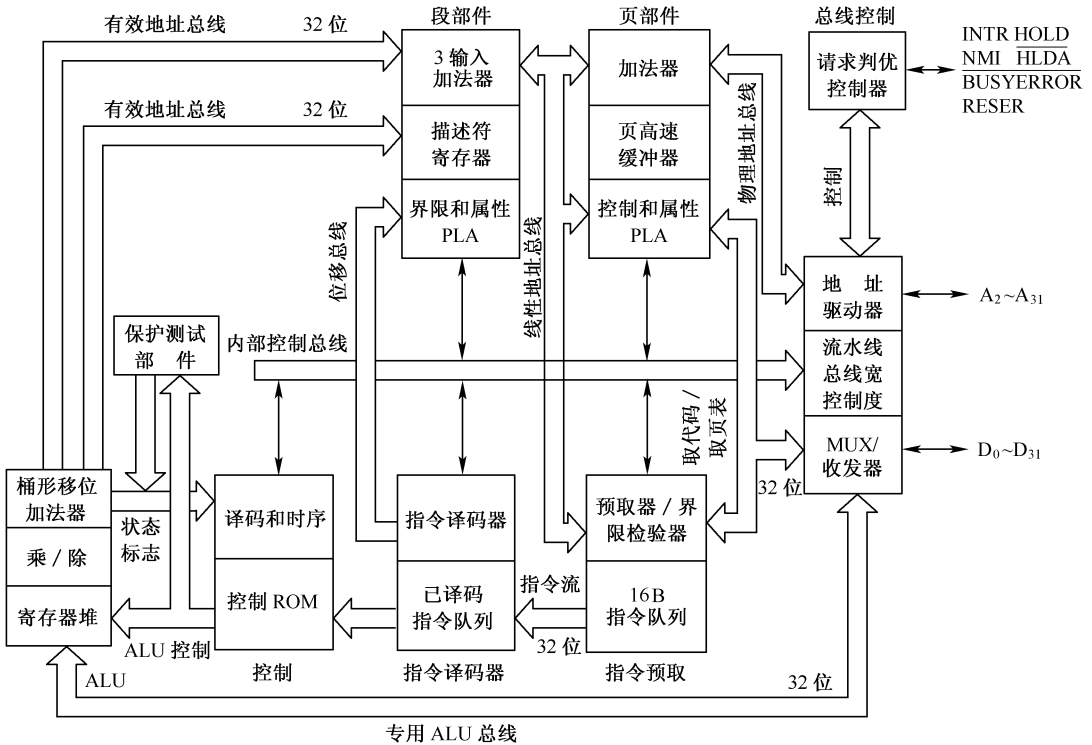 段部件
页部件
总线控制
有效地址总线 32位
3输入
加法器
加法器
请求判优
控制器
INTR HOLD
NMI HLDA
BUSYERROR
RESER
有效地址总线 32位
描述符
寄存器
页高速
缓冲器
物理地址总线
控制
界限和属性
PLA
控制和属性
PLA
位移总线
线性地址总线
地 址
驱动器
A2~A31
保护测试
部 件
内部控制总线
流水线
总线宽
控制度
取代码/
取页表
MUX/
收发器
D0~D31
32位
桶形移位
加法器
状态
标志
译码和时序
指令译码器
预取器/界
限检验器
乘/除
寄存器堆
控制ROM
已译码
指令队列
指令流
32位
16B
指令队列
ALU控制
控制
指令译码器
指令预取
ALU
32位
专用ALU总线